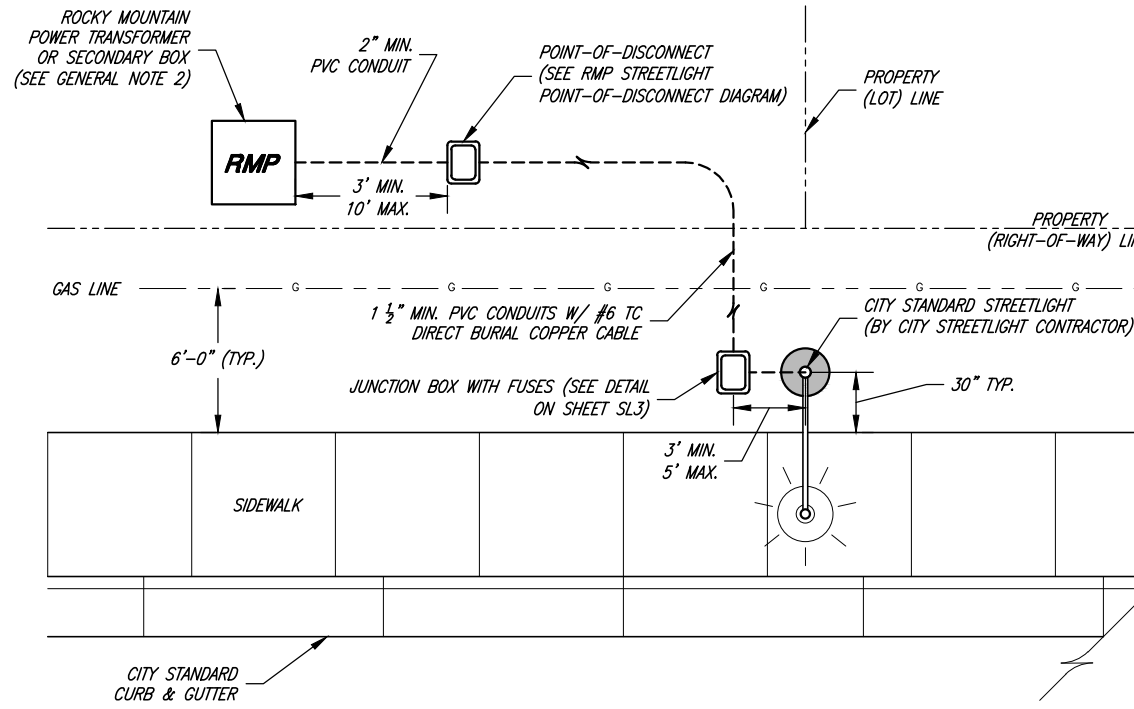 ROCKY MOUNTAIN
POWER TRANSFORMER
OR SECONDARY BOX
(SEE GENERAL NOTE 2)
2" MIN.
PVC CONDUIT
POINT-OF-DISCONNECT
(SEE RMP STREETLIGHT
POINT-OF-DISCONNECT DIAGRAM)
PROPERTY
(LOT) LINE
RMP
3' MIN.
10' MAX.
PROPERTY
(RIGHT-OF-WAY)
GAS LINE
G G G G G G
1 1/2" MIN. PVC CONDUITS W/ #6 TC
DIRECT BURIAL COPPER CABLE
CITY STANDARD STREETLIGHT
(BY CITY STREETLIGHT CONTRACTOR)
6'-0" (TYP.)
JUNCTION BOX WITH FUSES (SEE DETAIL
ON SHEET SL3)
30" TYP.
3' MIN.
5' MAX.
SIDEWALK
CITY STANDARD
CURB & GUTTER